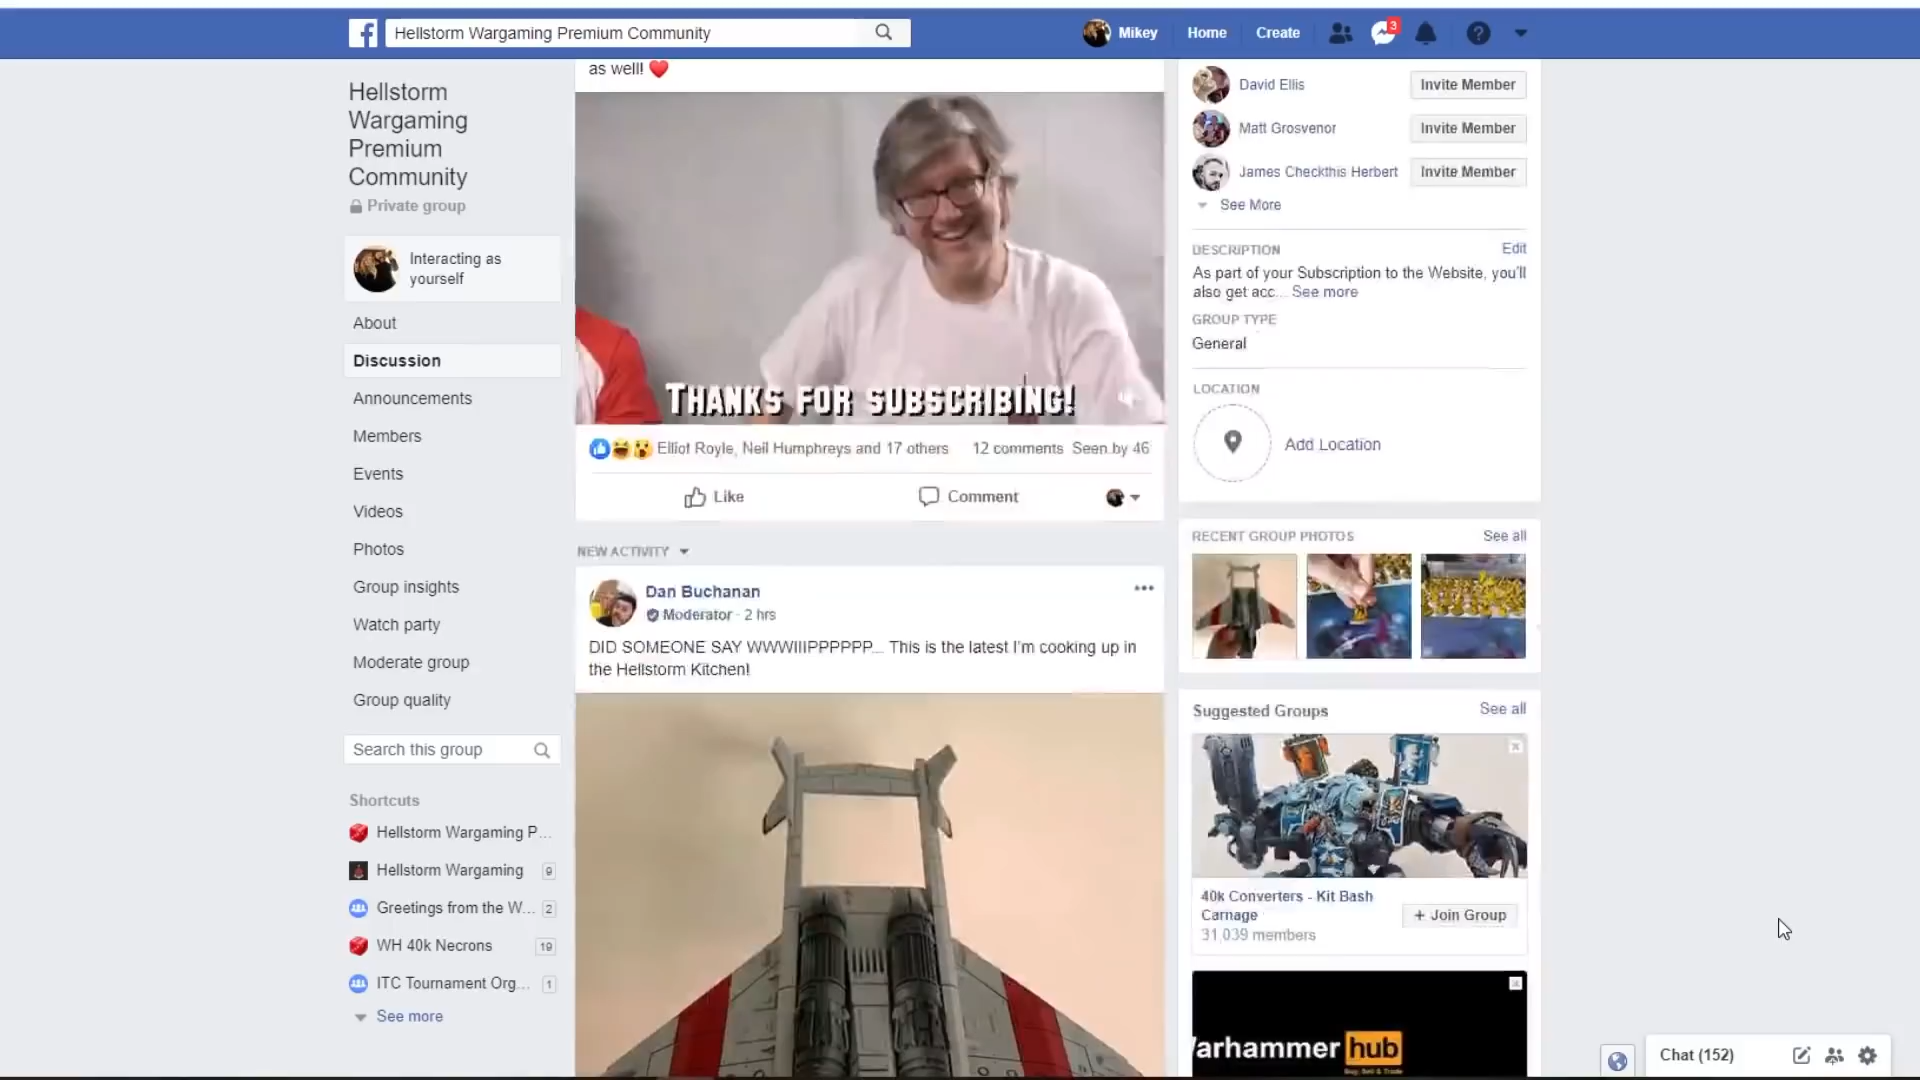 Hellstorm Wargaming Premium Community
Mikey
Home
Create
3
Hellstorm
Wargaming
Premium
Community
Private group
Interacting as
yourself
About
Discussion
Announcements
Members
Events
Videos
Photos
Group insights
Watch party
Moderate group
Group quality
Search this group
Shortcuts
Hellstorm Wargaming P...
Hellstorm Wargaming 9
Greetings from the W... 2
WH 40k Necrons 19
ITC Tournament Org... 1
See more
as well!
THANKS FOR SUBSCRIBING!
Elliot Royle, Neil Humphreys and 17 others 12 comments Seen by 46
Like Comment
NEW ACTIVITY
Dan Buchanan
Moderator · 2 hrs
DID SOMEONE SAY WWWIIIPPPPPP... This is the latest I'm cooking up in
the Hellstorm Kitchen!
David Ellis Invite Member
Matt Grosvenor Invite Member
James Checkthis Herbert Invite Member
See More
DESCRIPTION Edit
As part of your Subscription to the Website, you'll
also get acc... See more
GROUP TYPE
General
LOCATION
Add Location
RECENT GROUP PHOTOS See all
Suggested Groups See all
40k Converters - Kit Bash
Carnage
31,039 members
+ Join Group
arhammer hub
Buy, Sell & Trade
Chat (152)